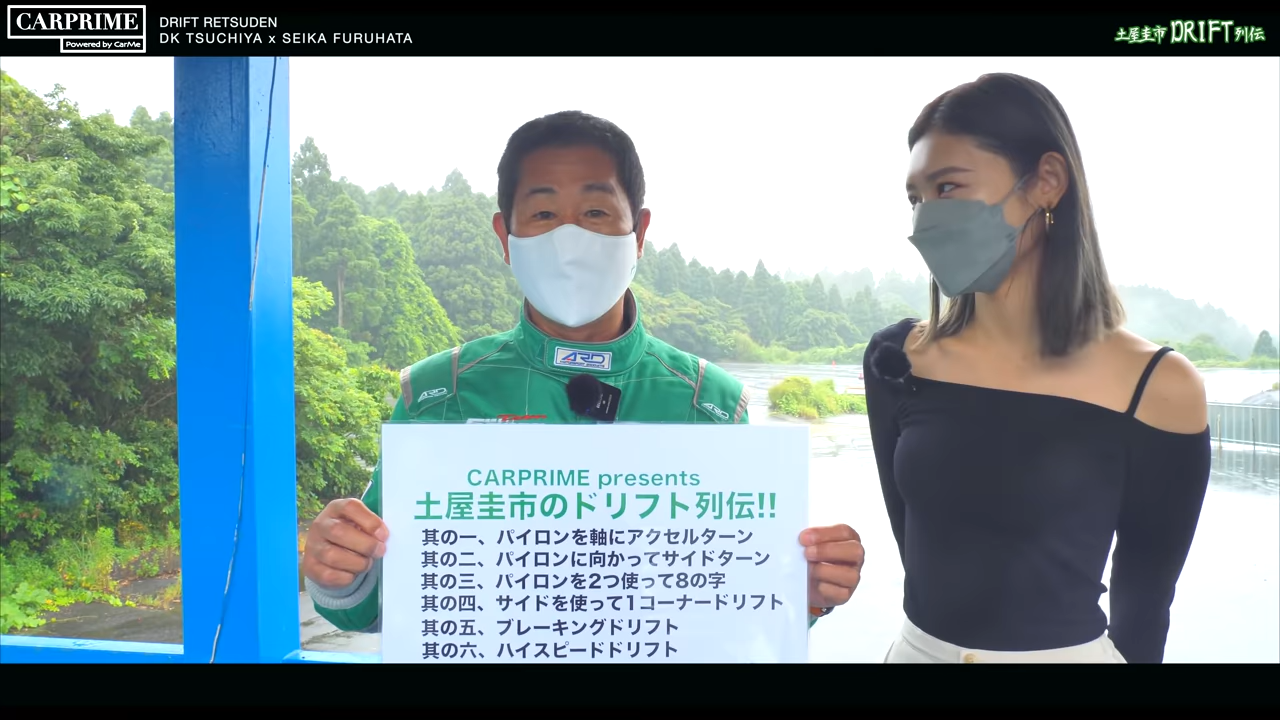 CARPRIME
Powered by CarMe
DRIFT RETSUDEN
DK TSUCHIYA x SEIKA FURUHATA
土屋圭市 DRIFT 列伝
ARD
ARD
ARD
CARPRIME presents
土屋圭市のドリフト列伝!!
其の一、パイロンを軸にアクセルターン
其の二、パイロンに向かってサイドターン
其の三、パイロンを2つ使って8の字
其の四、サイドを使って1コーナードリフト
其の五、ブレーキングドリフト
其の六、ハイスピードドリフト